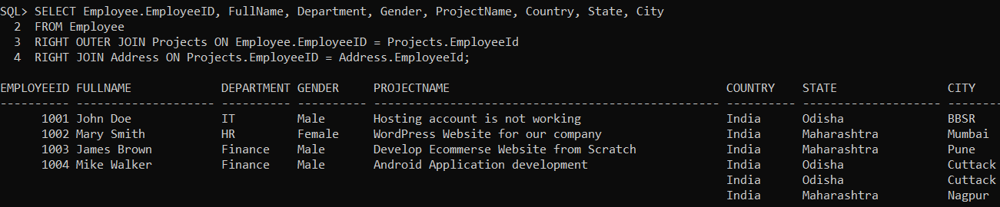 SQL> SELECT Employee.EmployeeID, FullName, Department, Gender, ProjectName, Country, State, City
  2  FROM Employee
  3  RIGHT OUTER JOIN Projects ON Employee.EmployeeID = Projects.EmployeeId
  4  RIGHT JOIN Address ON Projects.EmployeeID = Address.EmployeeId;
EMPLOYEEID FULLNAME             DEPARTMENT GENDER     PROJECTNAME                                        COUNTRY    STATE                CITY
---------- -------------------- ---------- ---------- -------------------------------------------------- ---------- -------------------- -------
      1001 John Doe             IT         Male       Hosting account is not working                     India      Odisha               BBSR
      1002 Mary Smith           HR         Female     WordPress Website for our company                  India      Maharashtra          Mumbai
      1003 James Brown          Finance    Male       Develop Ecommerse Website from Scratch             India      Maharashtra          Pune
      1004 Mike Walker          Finance    Male       Android Application development                    India      Odisha               Cuttack
                                                                                                         India      Odisha               Cuttack
                                                                                                         India      Maharashtra          Nagpur